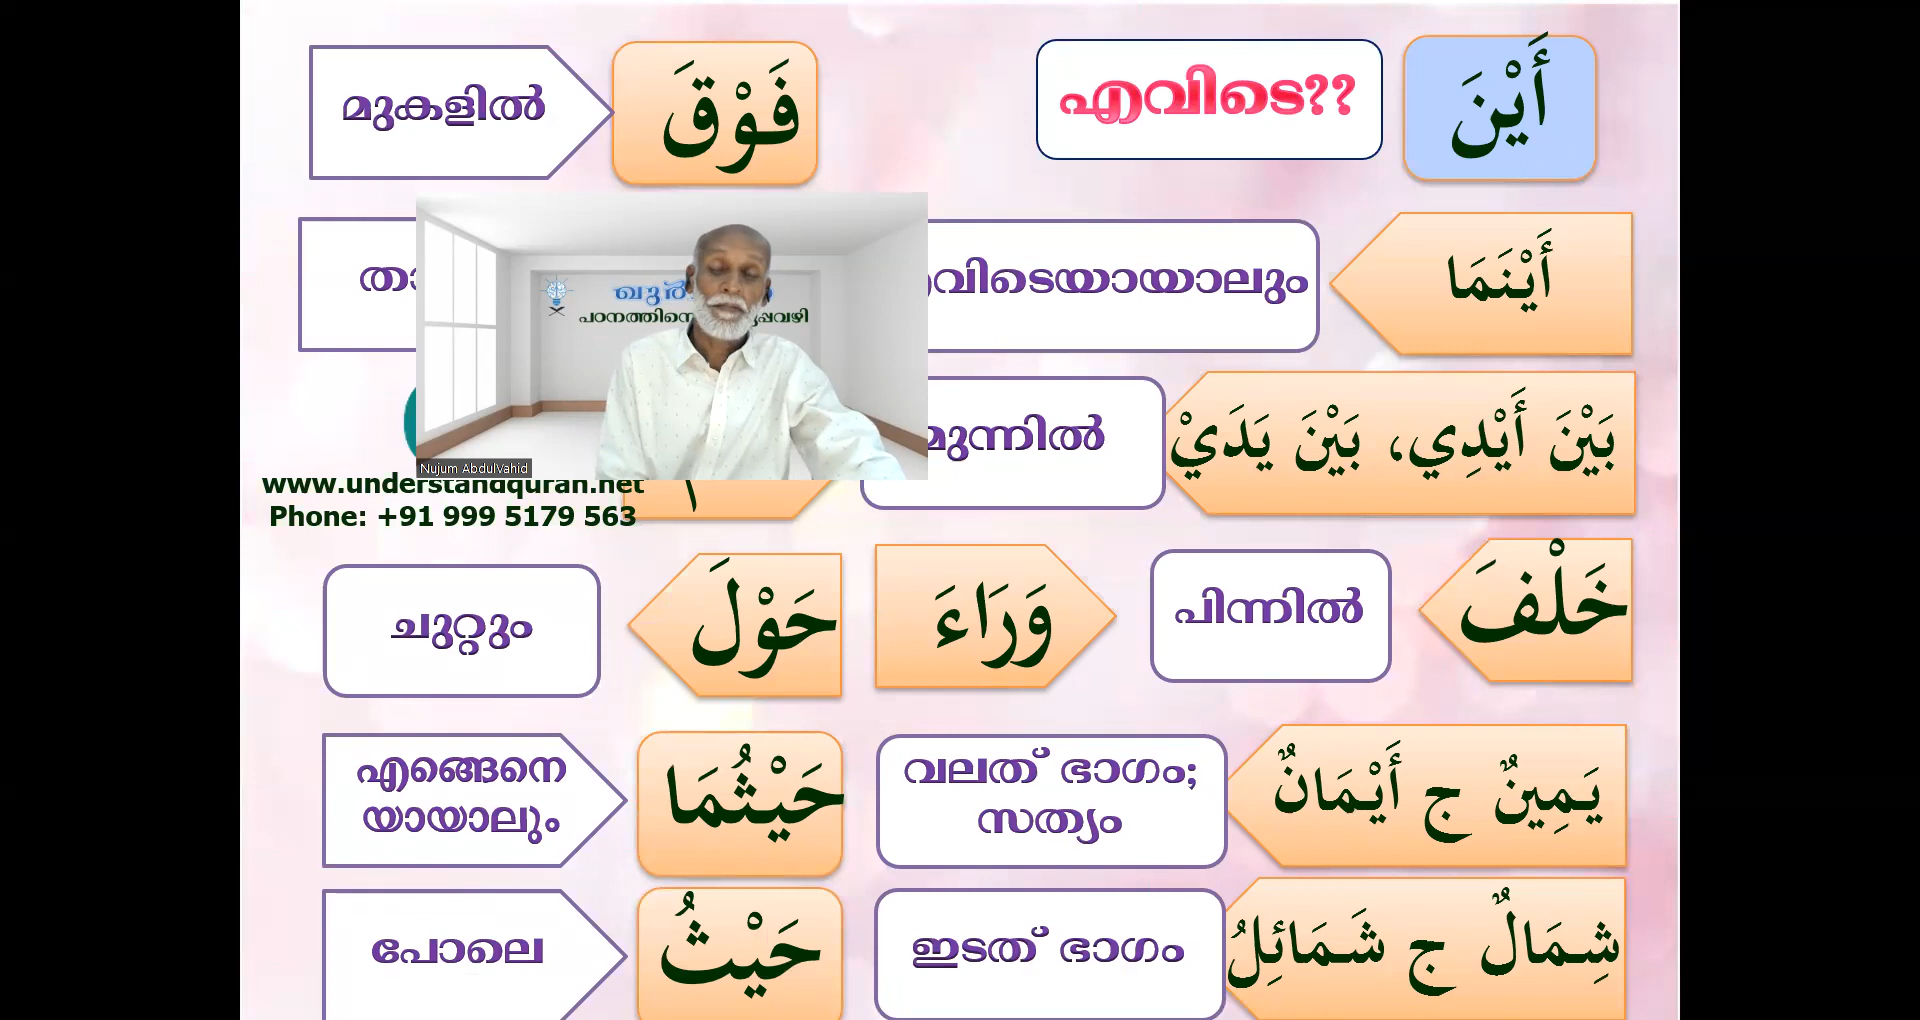 أَيْنَ
എവിടെ??
فَوْقَ
മുകളിൽ
أَيْنَمَا
പഠനത്തിന്റെ
بَيْنَ أَيْدِي، بَيْنَ يَدَيْ
മുന്നിൽ
Nujum AbdulVahid
www.understandquran.net
Phone: +91 999 5179 563
خَلْفَ
പിന്നിൽ
وَرَاءَ
حَوْلَ
ചുറ്റും
يَمِينٌ ج أَيْمَانٌ
വലത് ഭാഗം;
സത്യം
حَيْثُمَا
എങ്ങെനെ
യായാലും
شِمَالٌ ج شَمَائِلُ
ഇടത് ഭാഗം
حَيْثُ
പോലെ